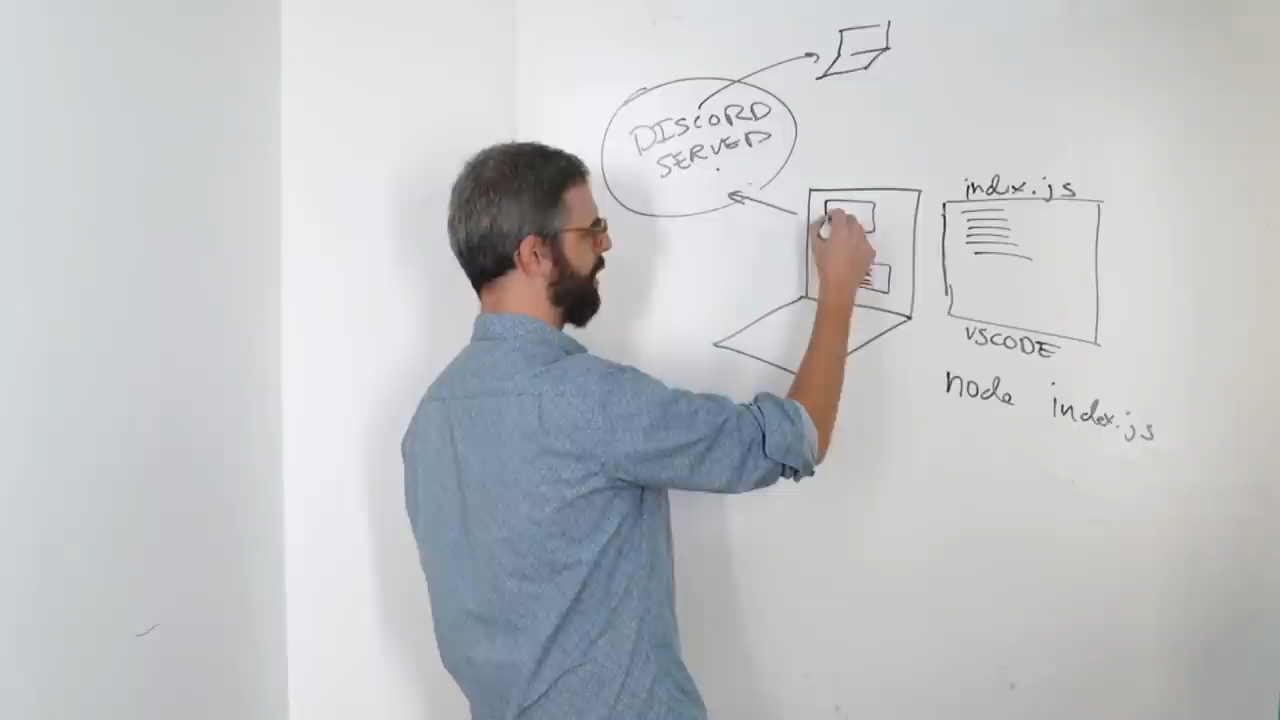 DISCORD
SERVER
index.js
VSCODE
node index.js